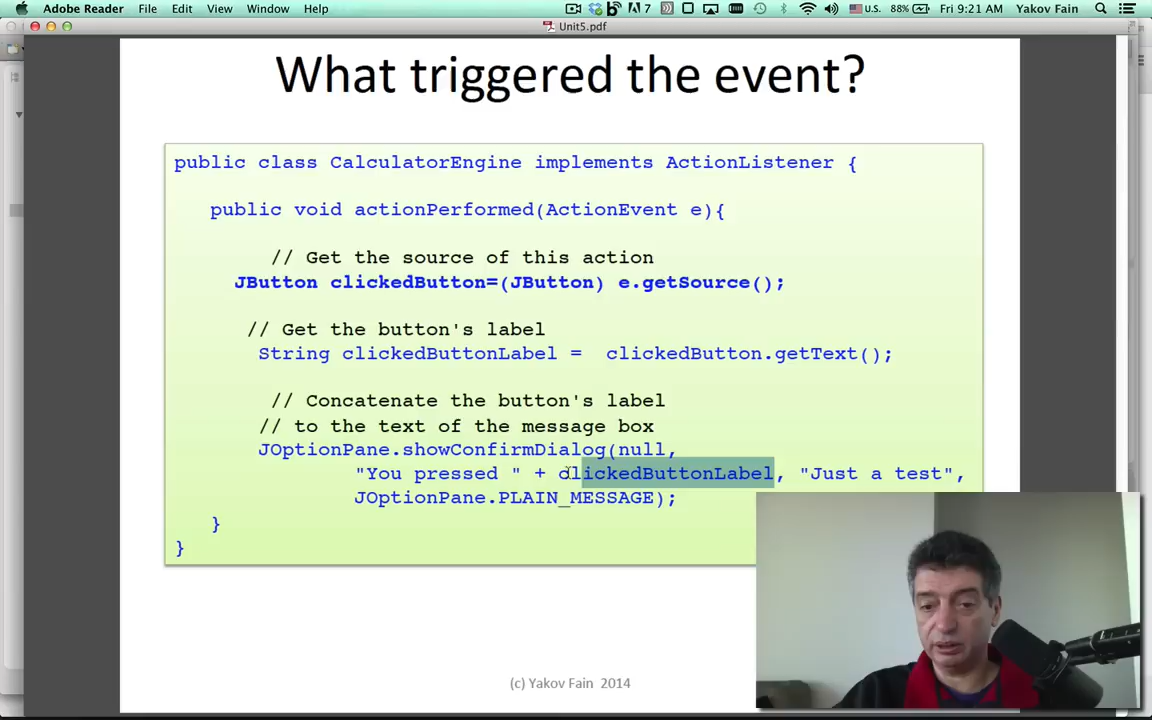 Adobe Reader File Edit View Window Help 7 U.S. 88% Fri 9:21 AM Yakov Fain
Unit5.pdf
What triggered the event?
public class CalculatorEngine implements ActionListener {
public void actionPerformed(ActionEvent e){
// Get the source of this action
JButton clickedButton=(JButton) e.getSource();
// Get the button's label
String clickedButtonLabel = clickedButton.getText();
// Concatenate the button's label
// to the text of the message box
JOptionPane.showConfirmDialog(null,
"You pressed " + clickedButtonLabel, "Just a test",
JOptionPane.PLAIN_MESSAGE);
}
}
(c) Yakov Fain 2014